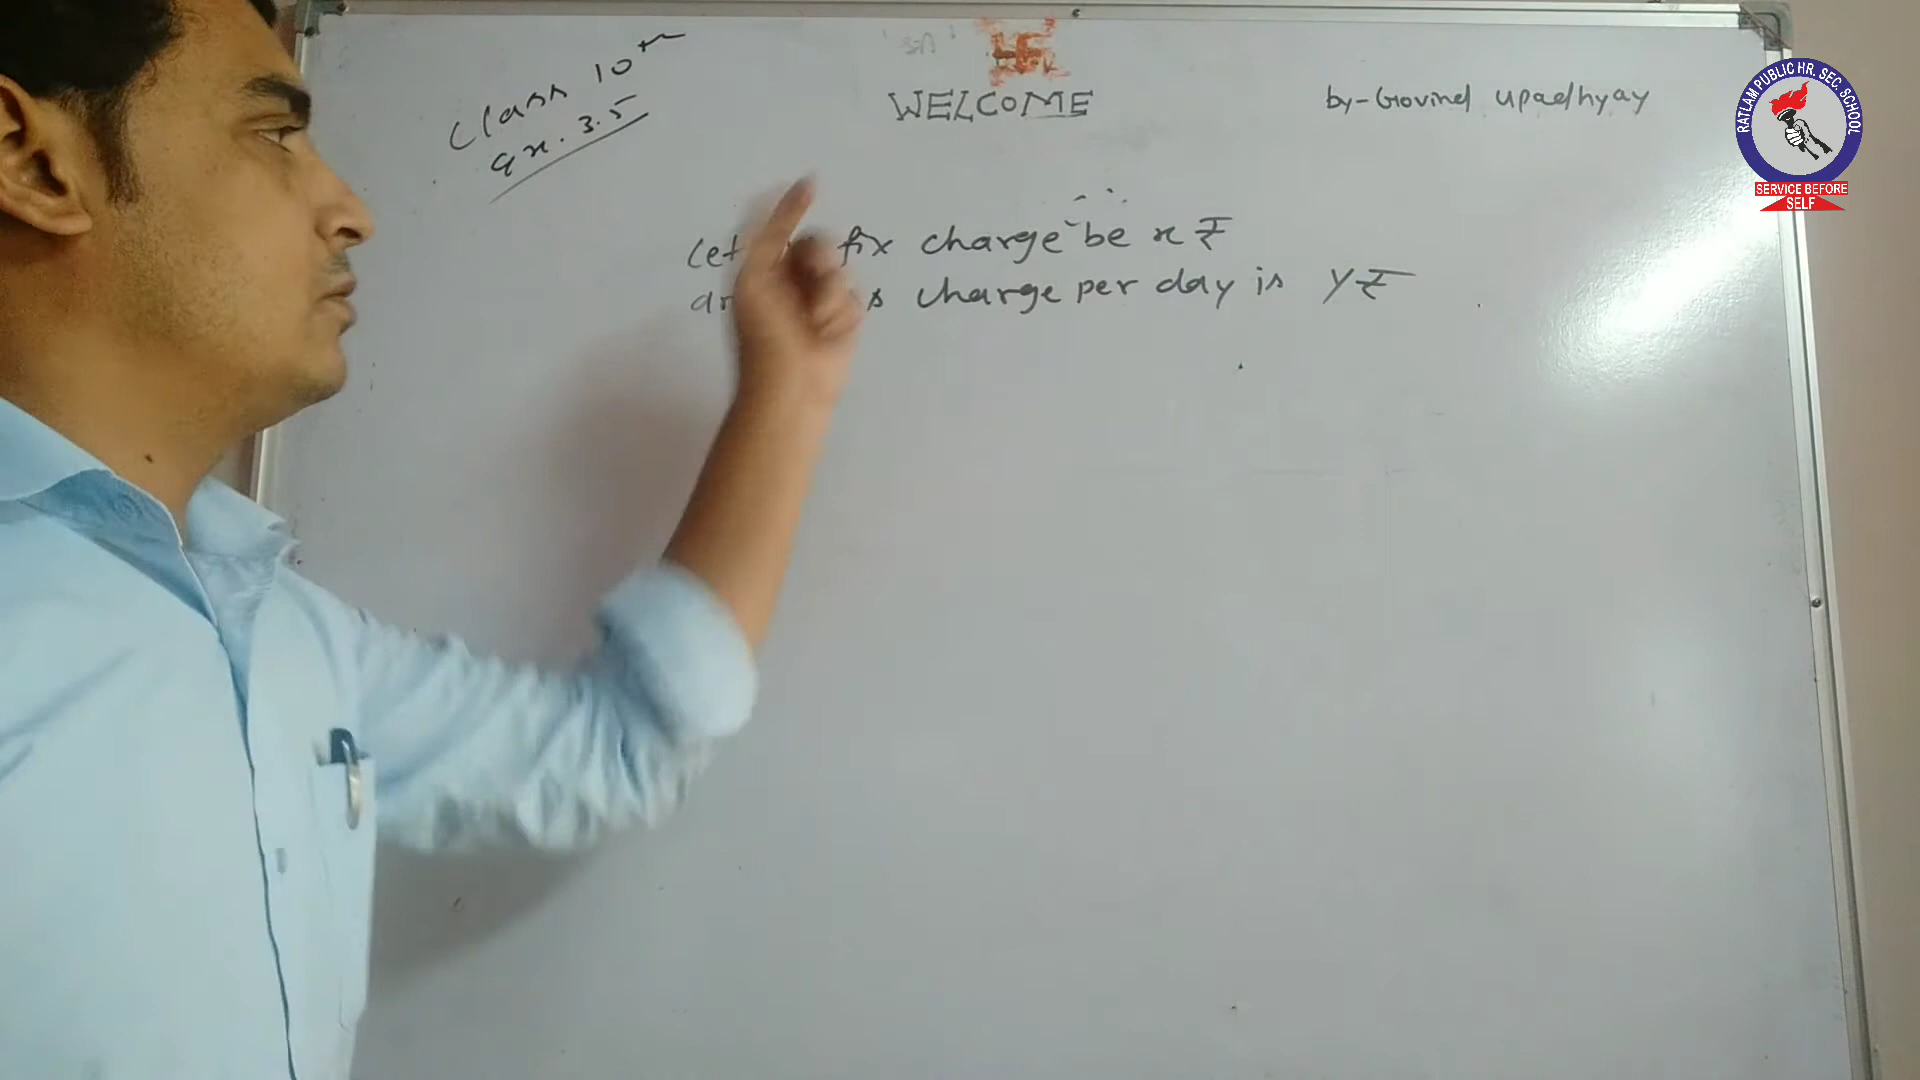 Class 10th
ex. 3.5
WELCOME
by-Govind Upadhyay
RATLAM PUBLIC HR. SEC. SCHOOL
SERVICE BEFORE
SELF
Let fix charge be x ₹
charge per day is y ₹